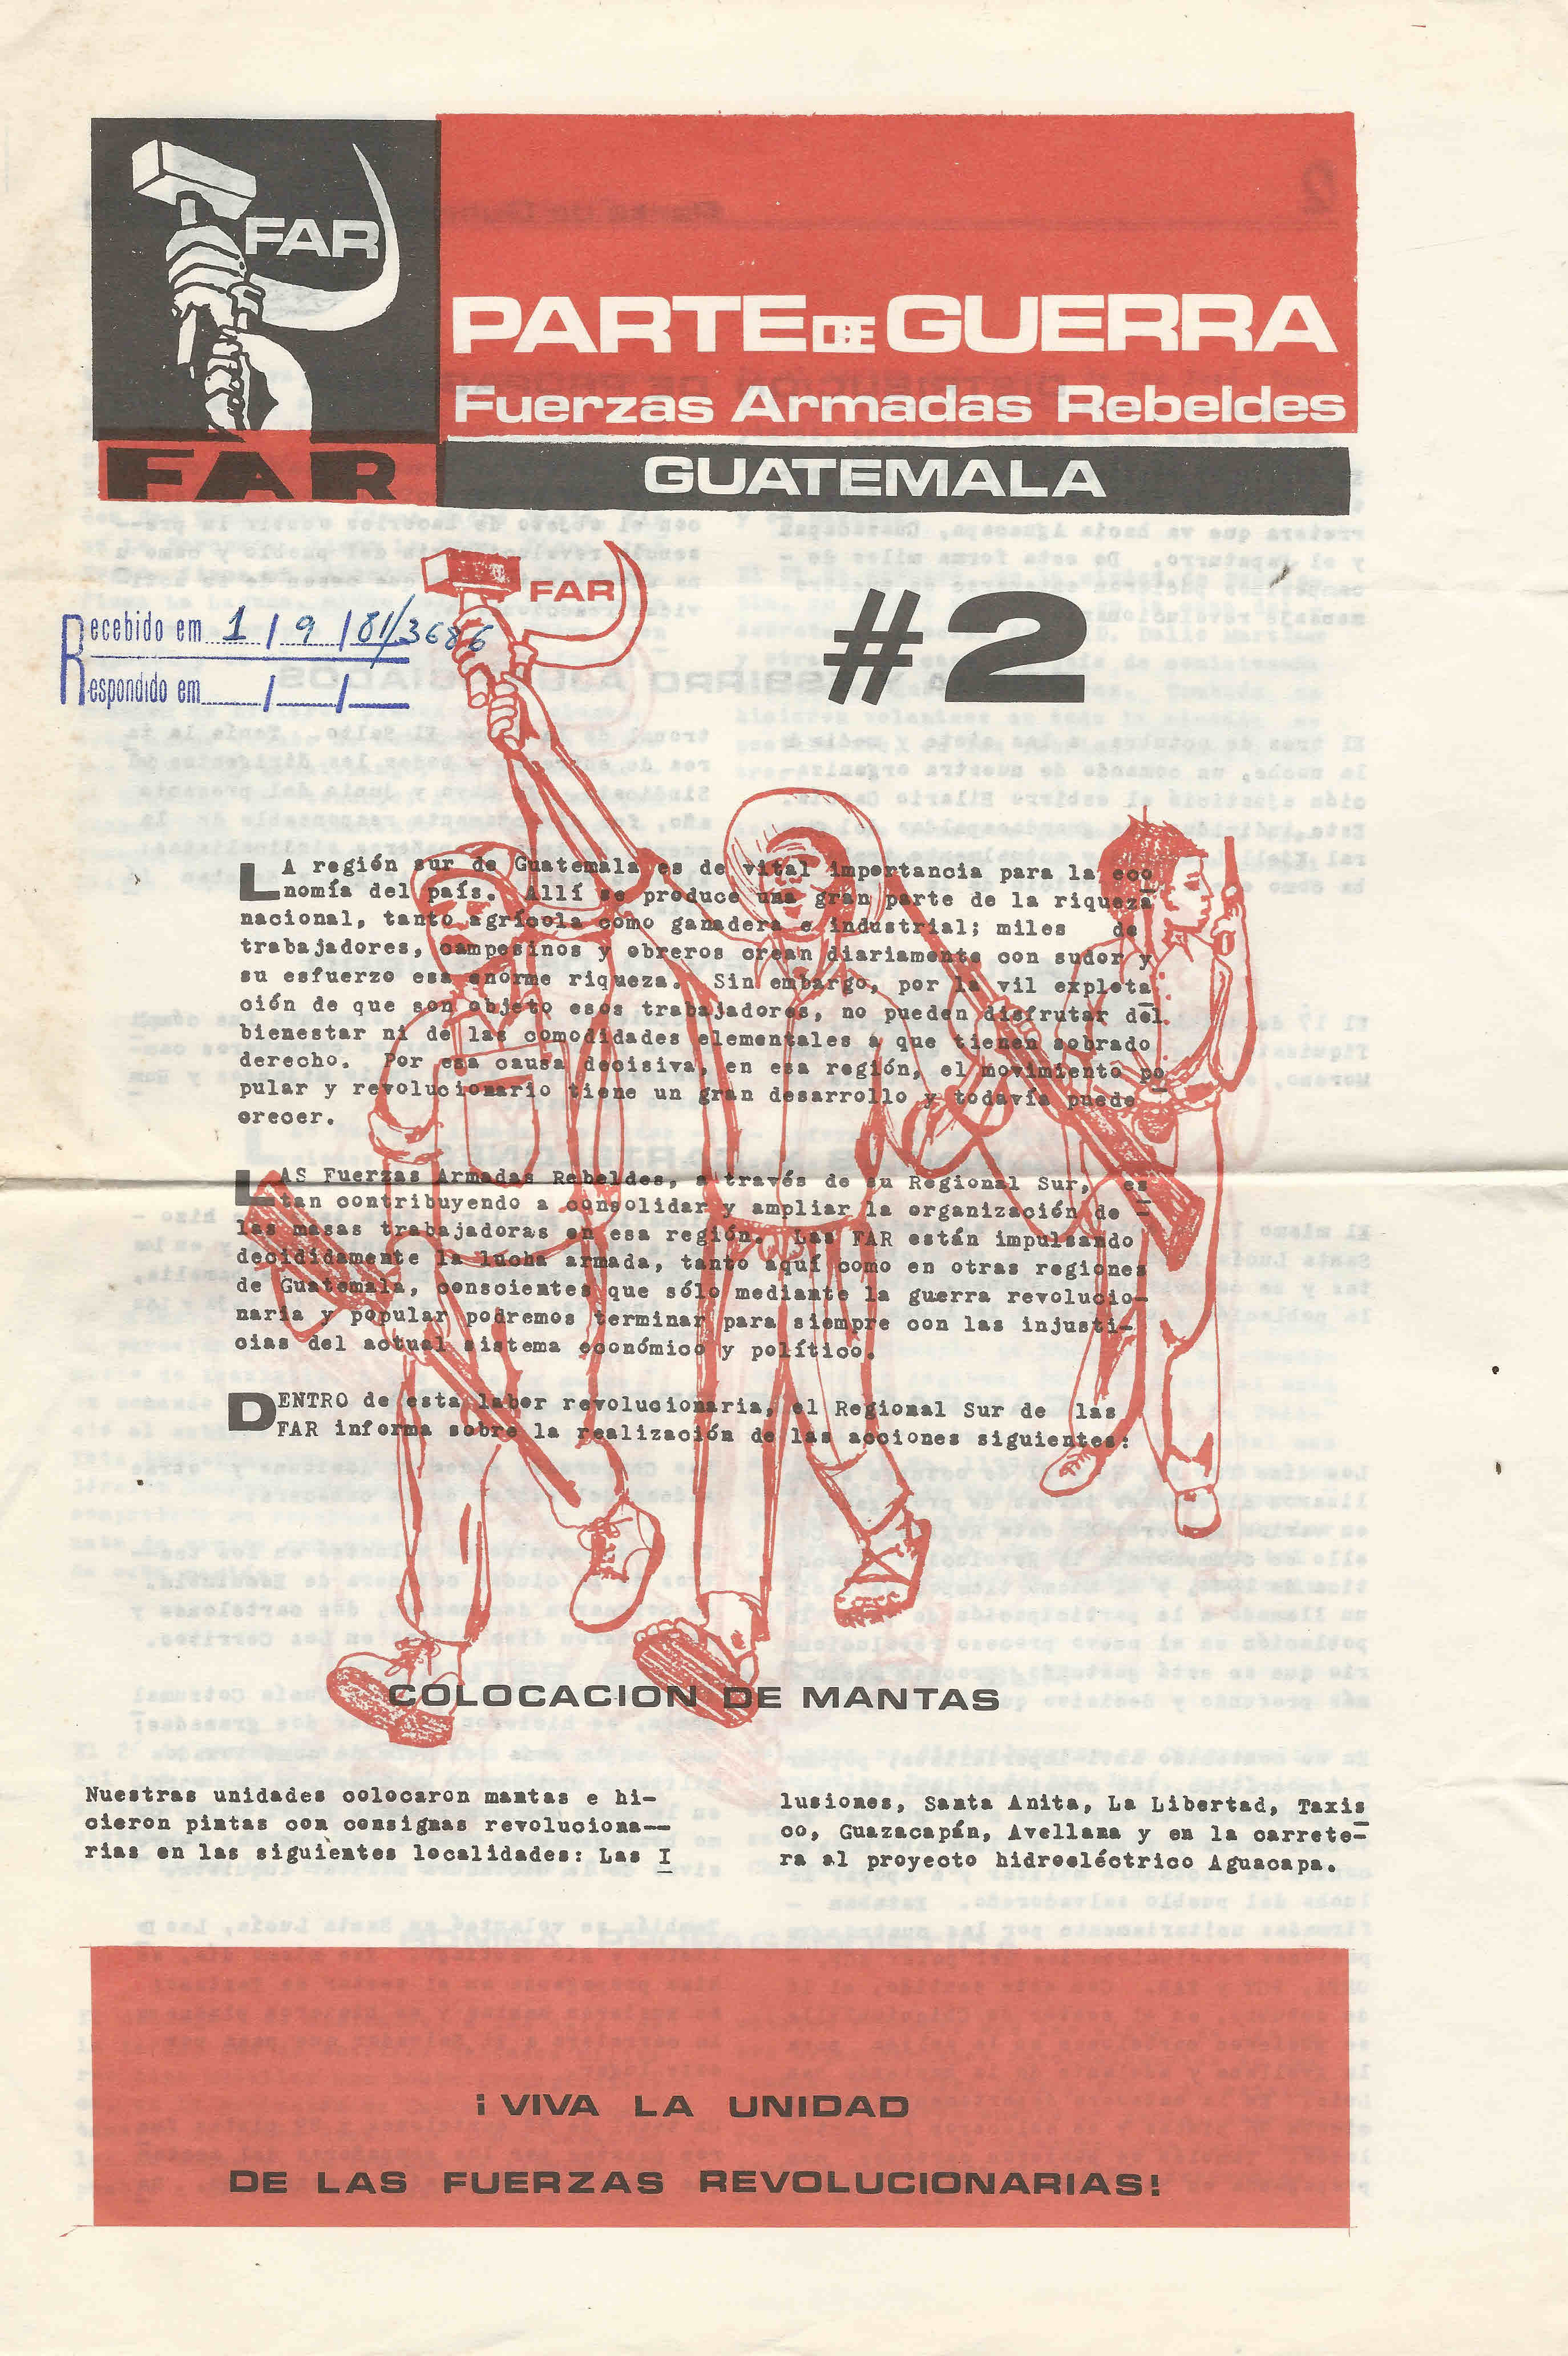 FAR
PARTE DE GUERRA
Fuerzas Armadas Rebeldes
FAR
GUATEMALA
FAR
#2
Recebido em 1/9/81/3686
Respondido em / /
LA región sur de Guatemala es de vital importancia para la eco
nomía del país. Allí se produce una gran parte de la riqueza
nacional, tanto agrícola como ganadera e industrial; miles de
trabajadores, campesinos y obreros crean diariamente con sudor y
su esfuerzo esa enorme riqueza. Sin embargo, por la vil explota
ción de que son objeto esos trabajadores, no pueden disfrutar del
bienestar ni de las comodidades elementales a que tienen sobrado
derecho. Por esa causa decisiva, en esa región, el movimiento po
pular y revolucionario tiene un gran desarrollo y todavía puede
crecer.
LAS Fuerzas Armadas Rebeldes, a través de su Regional Sur, es
tan contribuyendo a consolidar y ampliar la organización de -
las masas trabajadoras en esa región. Las FAR están impulsando
decididamente la lucha armada, tanto aquí como en otras regiones
de Guatemala, conscientes que sólo mediante la guerra revolucio-
naria y popular podremos terminar para siempre con las injusti-
cias del actual sistema económico y político.
DENTRO de esta labor revolucionaria, el Regional Sur de las
FAR informa sobre la realización de las acciones siguientes:
COLOCACION DE MANTAS
Nuestras unidades colocaron mantas e hi-
cieron pintas con consignas revoluciona--
rias en las siguientes localidades: Las I
lusiones, Santa Anita, La Libertad, Taxis
co, Guazacapán, Avellana y en la carrete-
ra al proyecto hidroeléctrico Aguacapa.
¡VIVA LA UNIDAD
DE LAS FUERZAS REVOLUCIONARIAS!